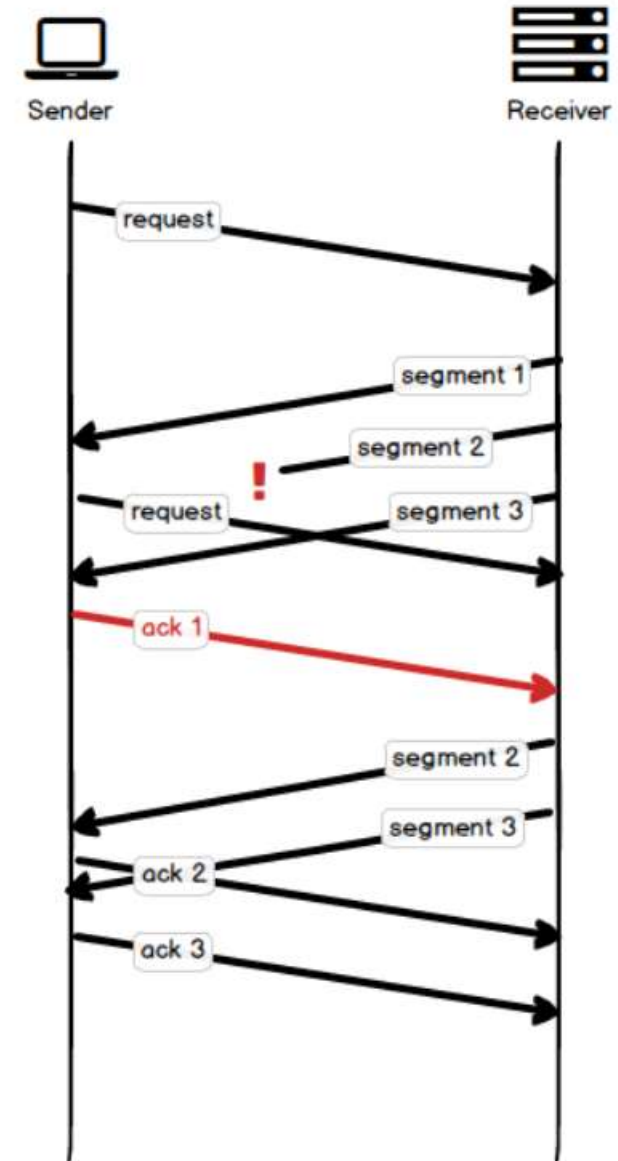 Sender
Receiver
request
segment 1
segment 2
!
request
segment 3
ack 1
segment 2
segment 3
ack 2
ack 3